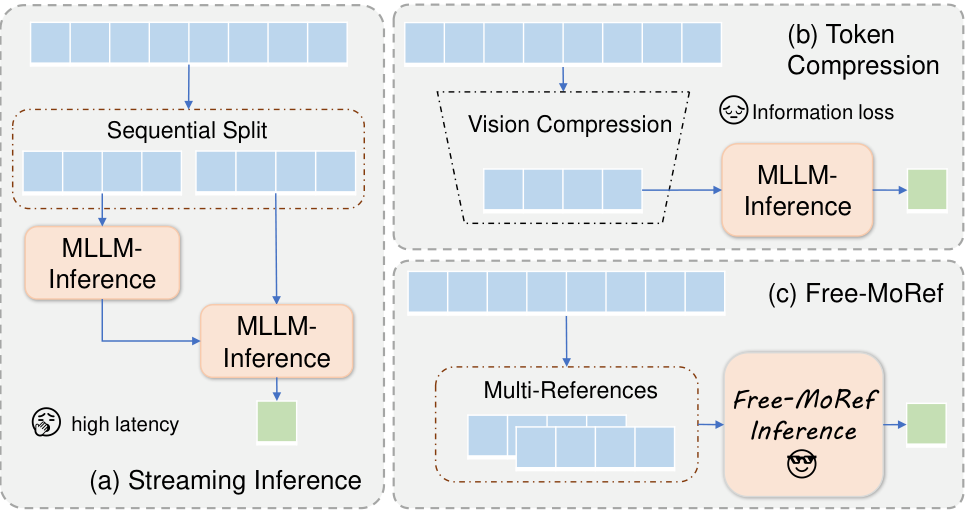 Sequential Split
MLLM-
Inference
MLLM-
Inference
high latency
(a) Streaming Inference
(b) Token
Compression
Vision Compression
Information loss
MLLM-
Inference
(c) Free-MoRef
Multi-References
Free-MoRef
Inference